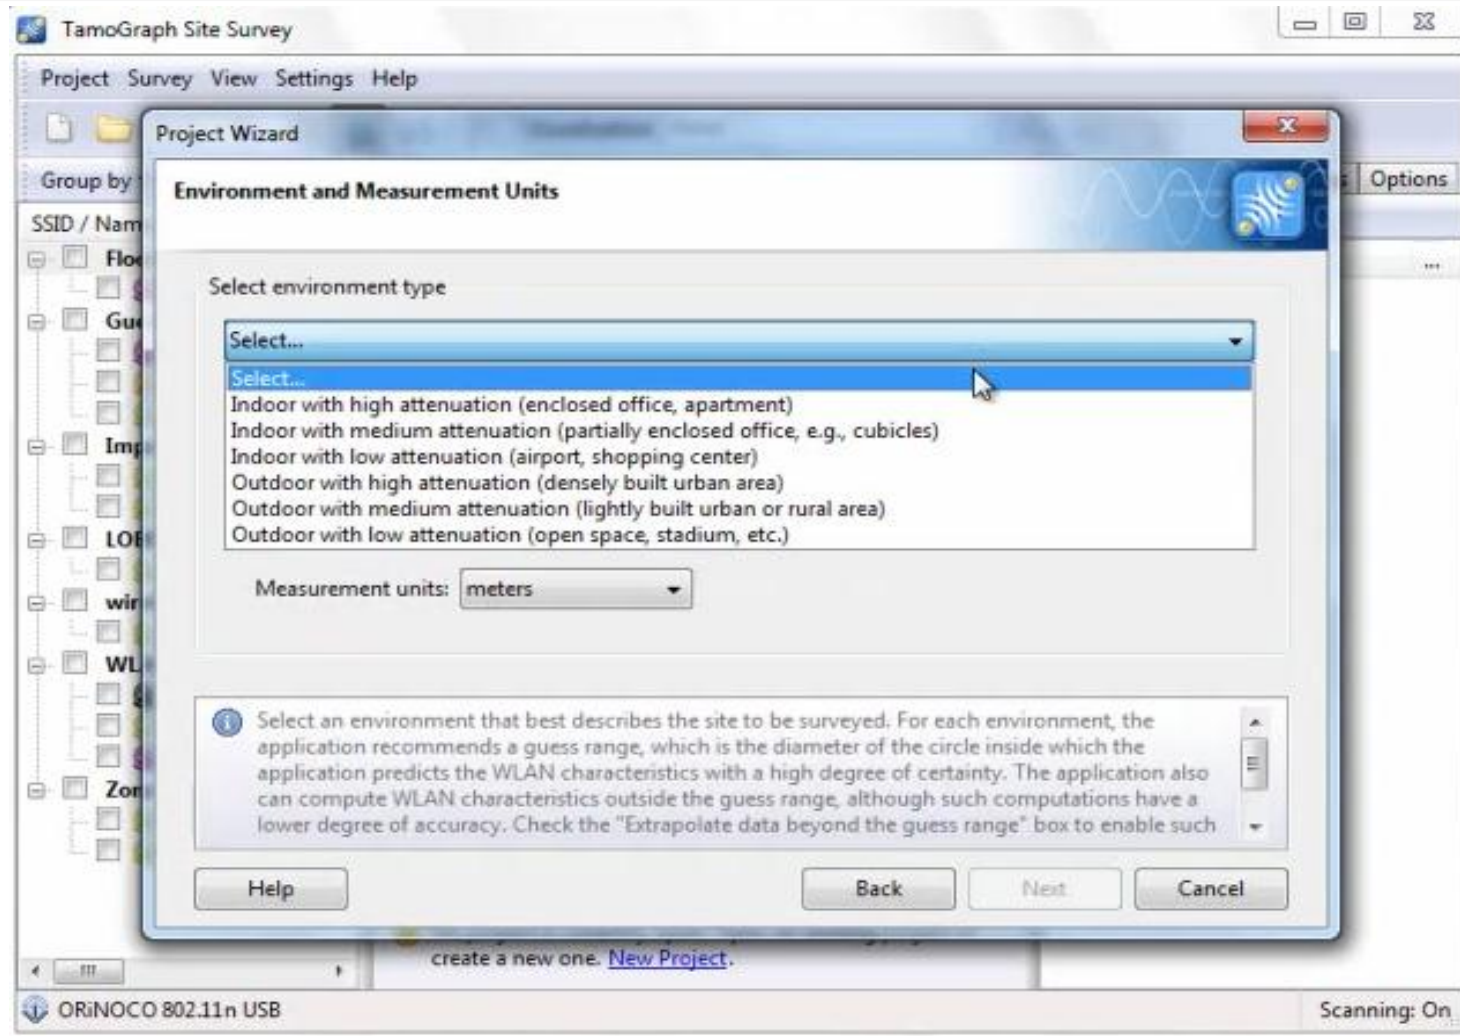 TamoGraph Site Survey
Project Survey View Settings Help
Project Wizard
Group by
Options
Environment and Measurement Units
SSID / Nam
Floo
...
Select environment type
Gue
Select...
Select...
Indoor with high attenuation (enclosed office, apartment)
Indoor with medium attenuation (partially enclosed office, e.g., cubicles)
Imp
Indoor with low attenuation (airport, shopping center)
Outdoor with high attenuation (densely built urban area)
Outdoor with medium attenuation (lightly built urban or rural area)
Outdoor with low attenuation (open space, stadium, etc.)
Measurement units: meters
wir
WL
Select an environment that best describes the site to be surveyed. For each environment, the
application recommends a guess range, which is the diameter of the circle inside which the
application predicts the WLAN characteristics with a high degree of certainty. The application also
Zor
can compute WLAN characteristics outside the guess range, although such computations have a
lower degree of accuracy. Check the "Extrapolate data beyond the guess range" box to enable such
Help Back Next Cancel
create a new one. New Project.
ORiNOCO 802.11n USB
Scanning: On